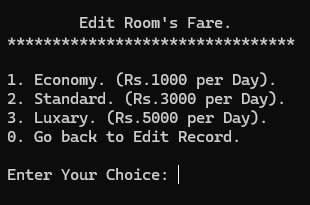 Edit Room's Fare.
********************************
1. Economy. (Rs.1000 per Day).
2. Standard. (Rs.3000 per Day).
3. Luxary. (Rs.5000 per Day).
0. Go back to Edit Record.
Enter Your Choice: